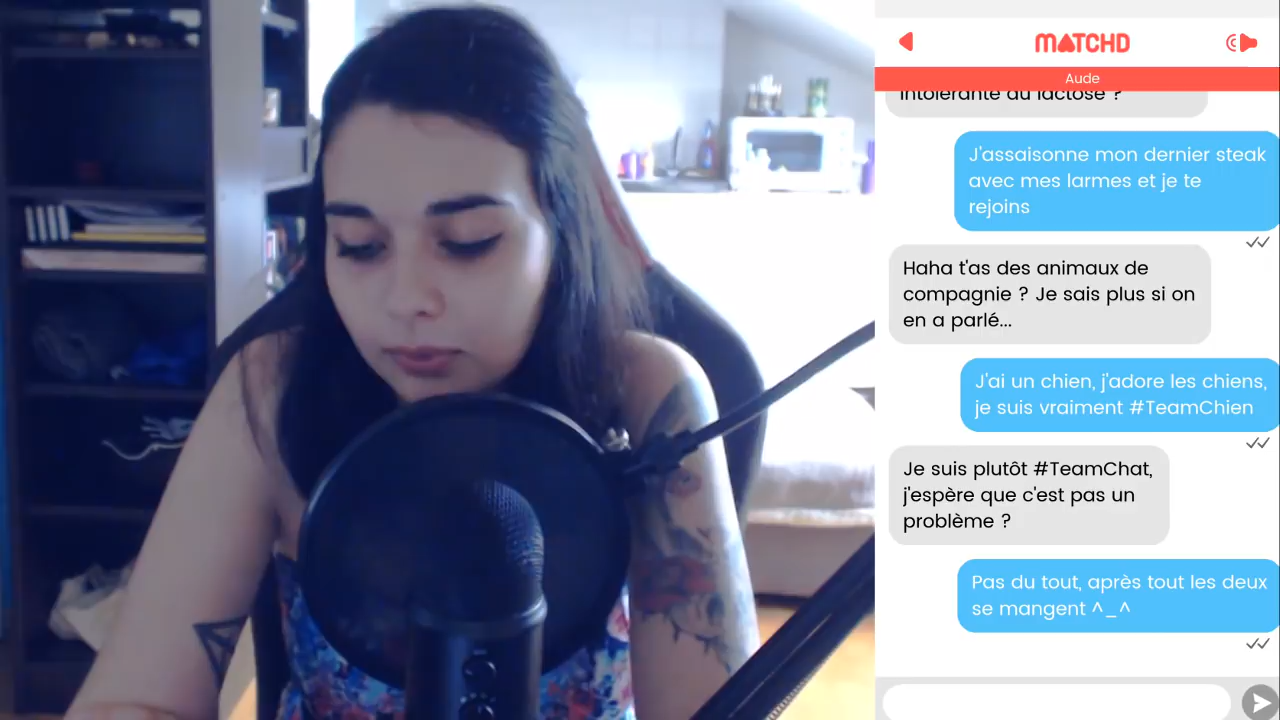 MATCHD
Aude
intolérante au lactose ?
J'assaisonne mon dernier steak
avec mes larmes et je te
rejoins
Haha t'as des animaux de
compagnie ? Je sais plus si on
en a parlé...
J'ai un chien, j'adore les chiens,
je suis vraiment #TeamChien
Je suis plutôt #TeamChat,
j'espère que c'est pas un
problème ?
Pas du tout, après tout les deux
se mangent ^_^